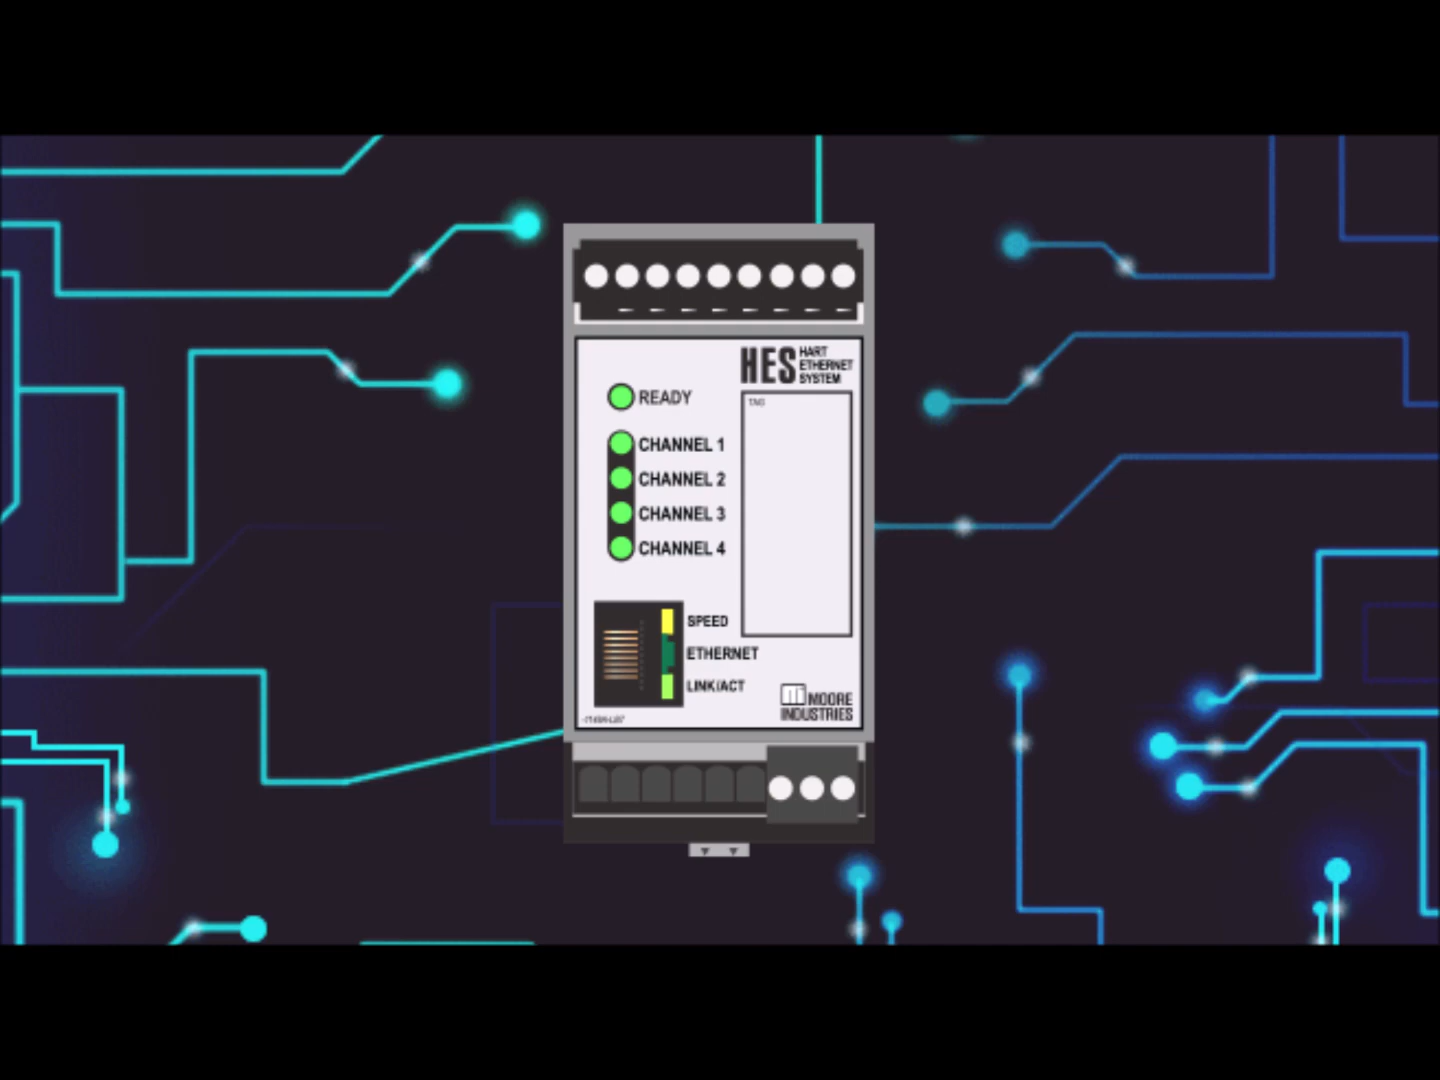 HES HART
ETHERNET
SYSTEM
READY
TAG
CHANNEL 1
CHANNEL 2
CHANNEL 3
CHANNEL 4
SPEED
ETHERNET
LINK/ACT
MOORE
INDUSTRIES